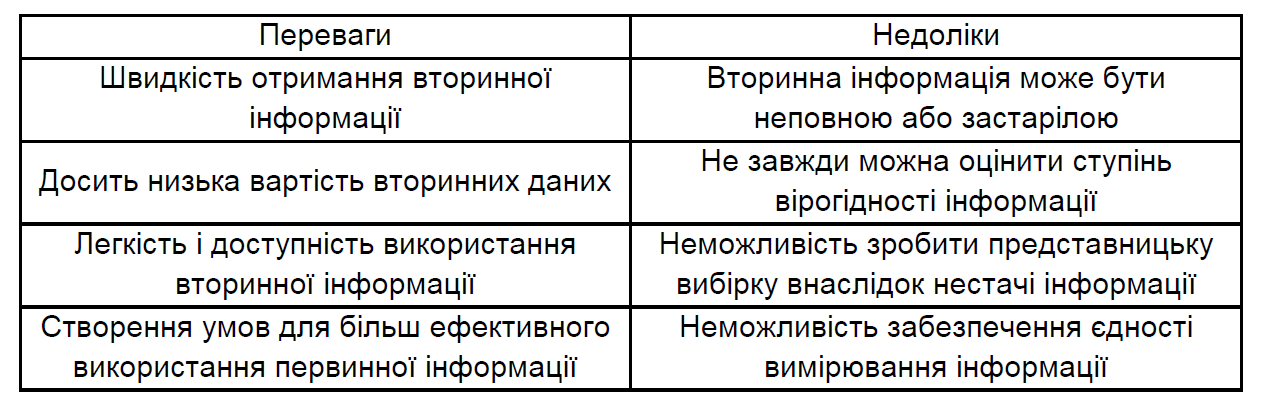 Переваги
Недоліки
Швидкість отримання вторинної
інформації
Вторинна інформація може бути
неповною або застарілою
Досить низька вартість вторинних даних
Не завжди можна оцінити ступінь
вірогідності інформації
Легкість і доступність використання
вторинної інформації
Неможливість зробити представницьку
вибірку внаслідок нестачі інформації
Створення умов для більш ефективного
використання первинної інформації
Неможливість забезпечення єдності
вимірювання інформації